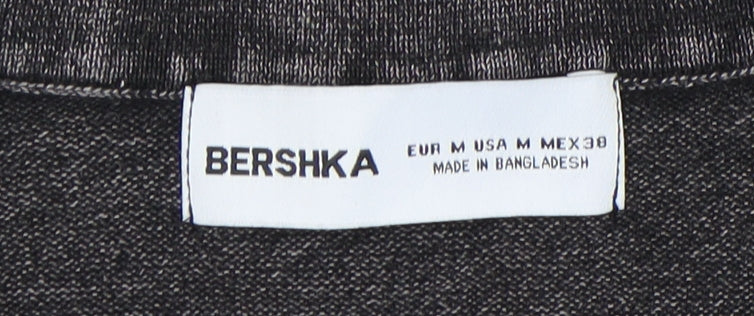 BERSHKA
EUR M USA M MEX38
MADE IN BANGLADESH